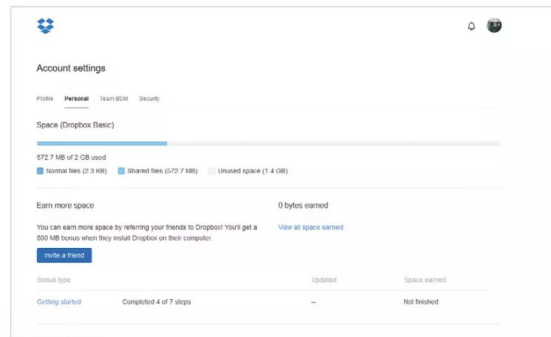 Account settings
Profile Personal Team BDM Security
Space (Dropbox Basic)
572.7 MB of 2 GB used
Normal files (2.3 KB) Shared files (572.7 MB) Unused space (1.4 GB)
Earn more space 0 bytes earned
You can earn more space by referring your friends to Dropbox! You'll get a View all space earned
500 MB bonus when they install Dropbox on their computer.
Invite a friend
Bonus type Updated Space earned
Getting started Completed 4 of 7 steps -- Not finished